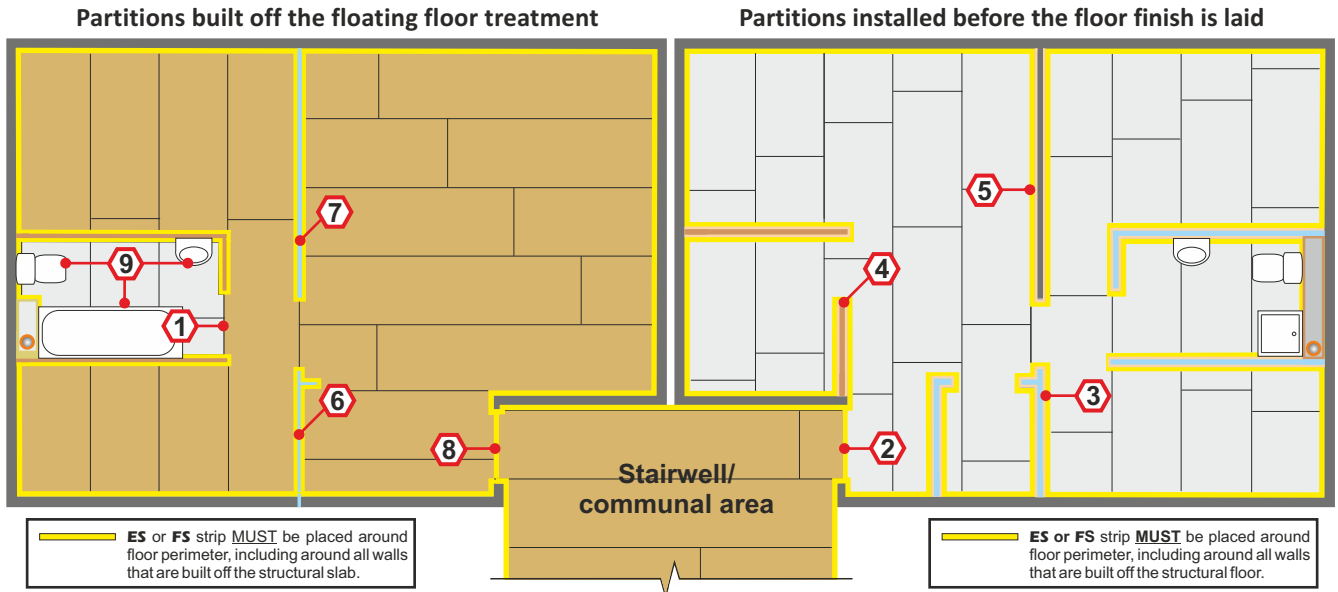 Partitions built off the floating floor treatment
Partitions installed before the floor finish is laid
7
5
9
4
1
6
3
8
2
Stairwell/
communal area
ES or FS strip MUST be placed around
floor perimeter, including around all walls
that are built off the structural slab.
ES or FS strip MUST be placed around
floor perimeter, including around all walls
that are built off the structural floor.